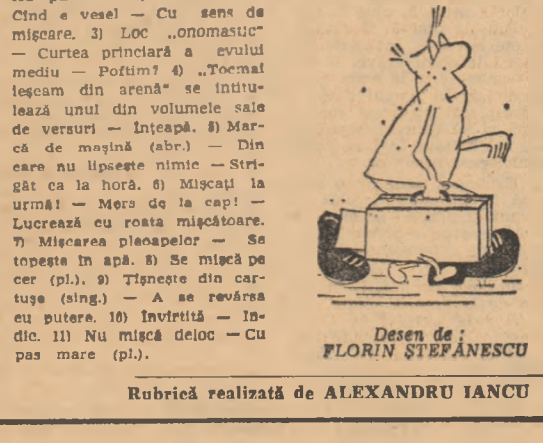 Cînd e vesel — Cu sens de
mișcare. 3) Loc „onomastic"
— Curtea princiară a evului
mediu — Poftim? 4) „Tocmai
ieșeam din arenă" se intitu-
lează unul din volumele sale
de versuri — Înțeapă. 5) Mar-
că de mașină (abr.) — Din
care nu lipsește nimic — Stri-
găt ca la horă. 6) Mișcați la
urmă! — Mers de la cap! —
Lucrează cu roata mișcătoare.
7) Mișcarea pleoapelor — Se
topește în apă. 8) Se mișcă pe
cer (pl.). 9) Țîșnește din car-
tușe (sing.) — A se revărsa
cu putere. 10) Învîrtită — In-
dic. 11) Nu mișcă deloc — Cu
pas mare (pl.).
Desen de :
FLORIN ȘTEFĂNESCU
Rubrică realizată de ALEXANDRU IANCU